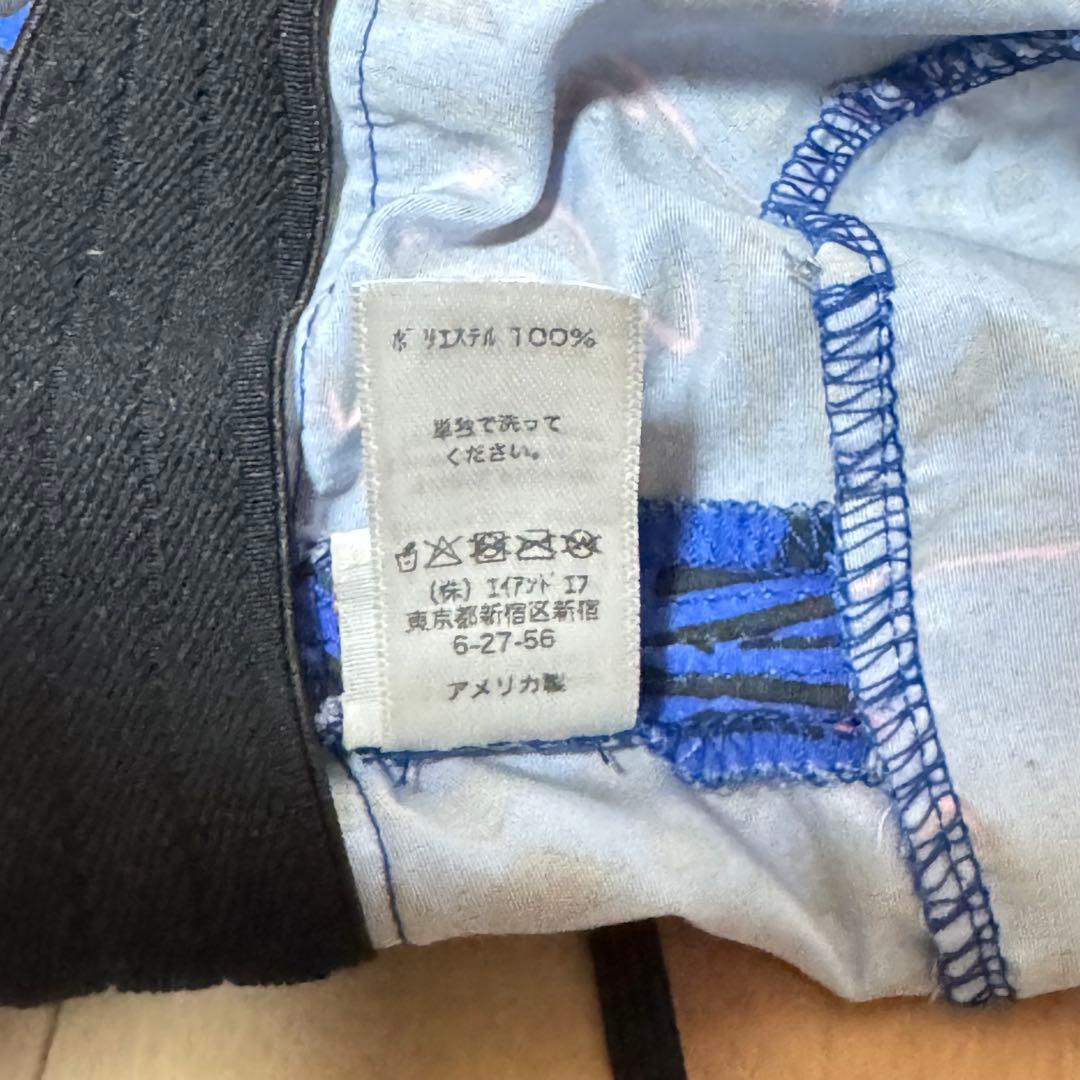 ポリエステル 100%
単独で洗って
ください。
(株) エイアンド エフ
東京都新宿区新宿
6-27-56
アメリカ製